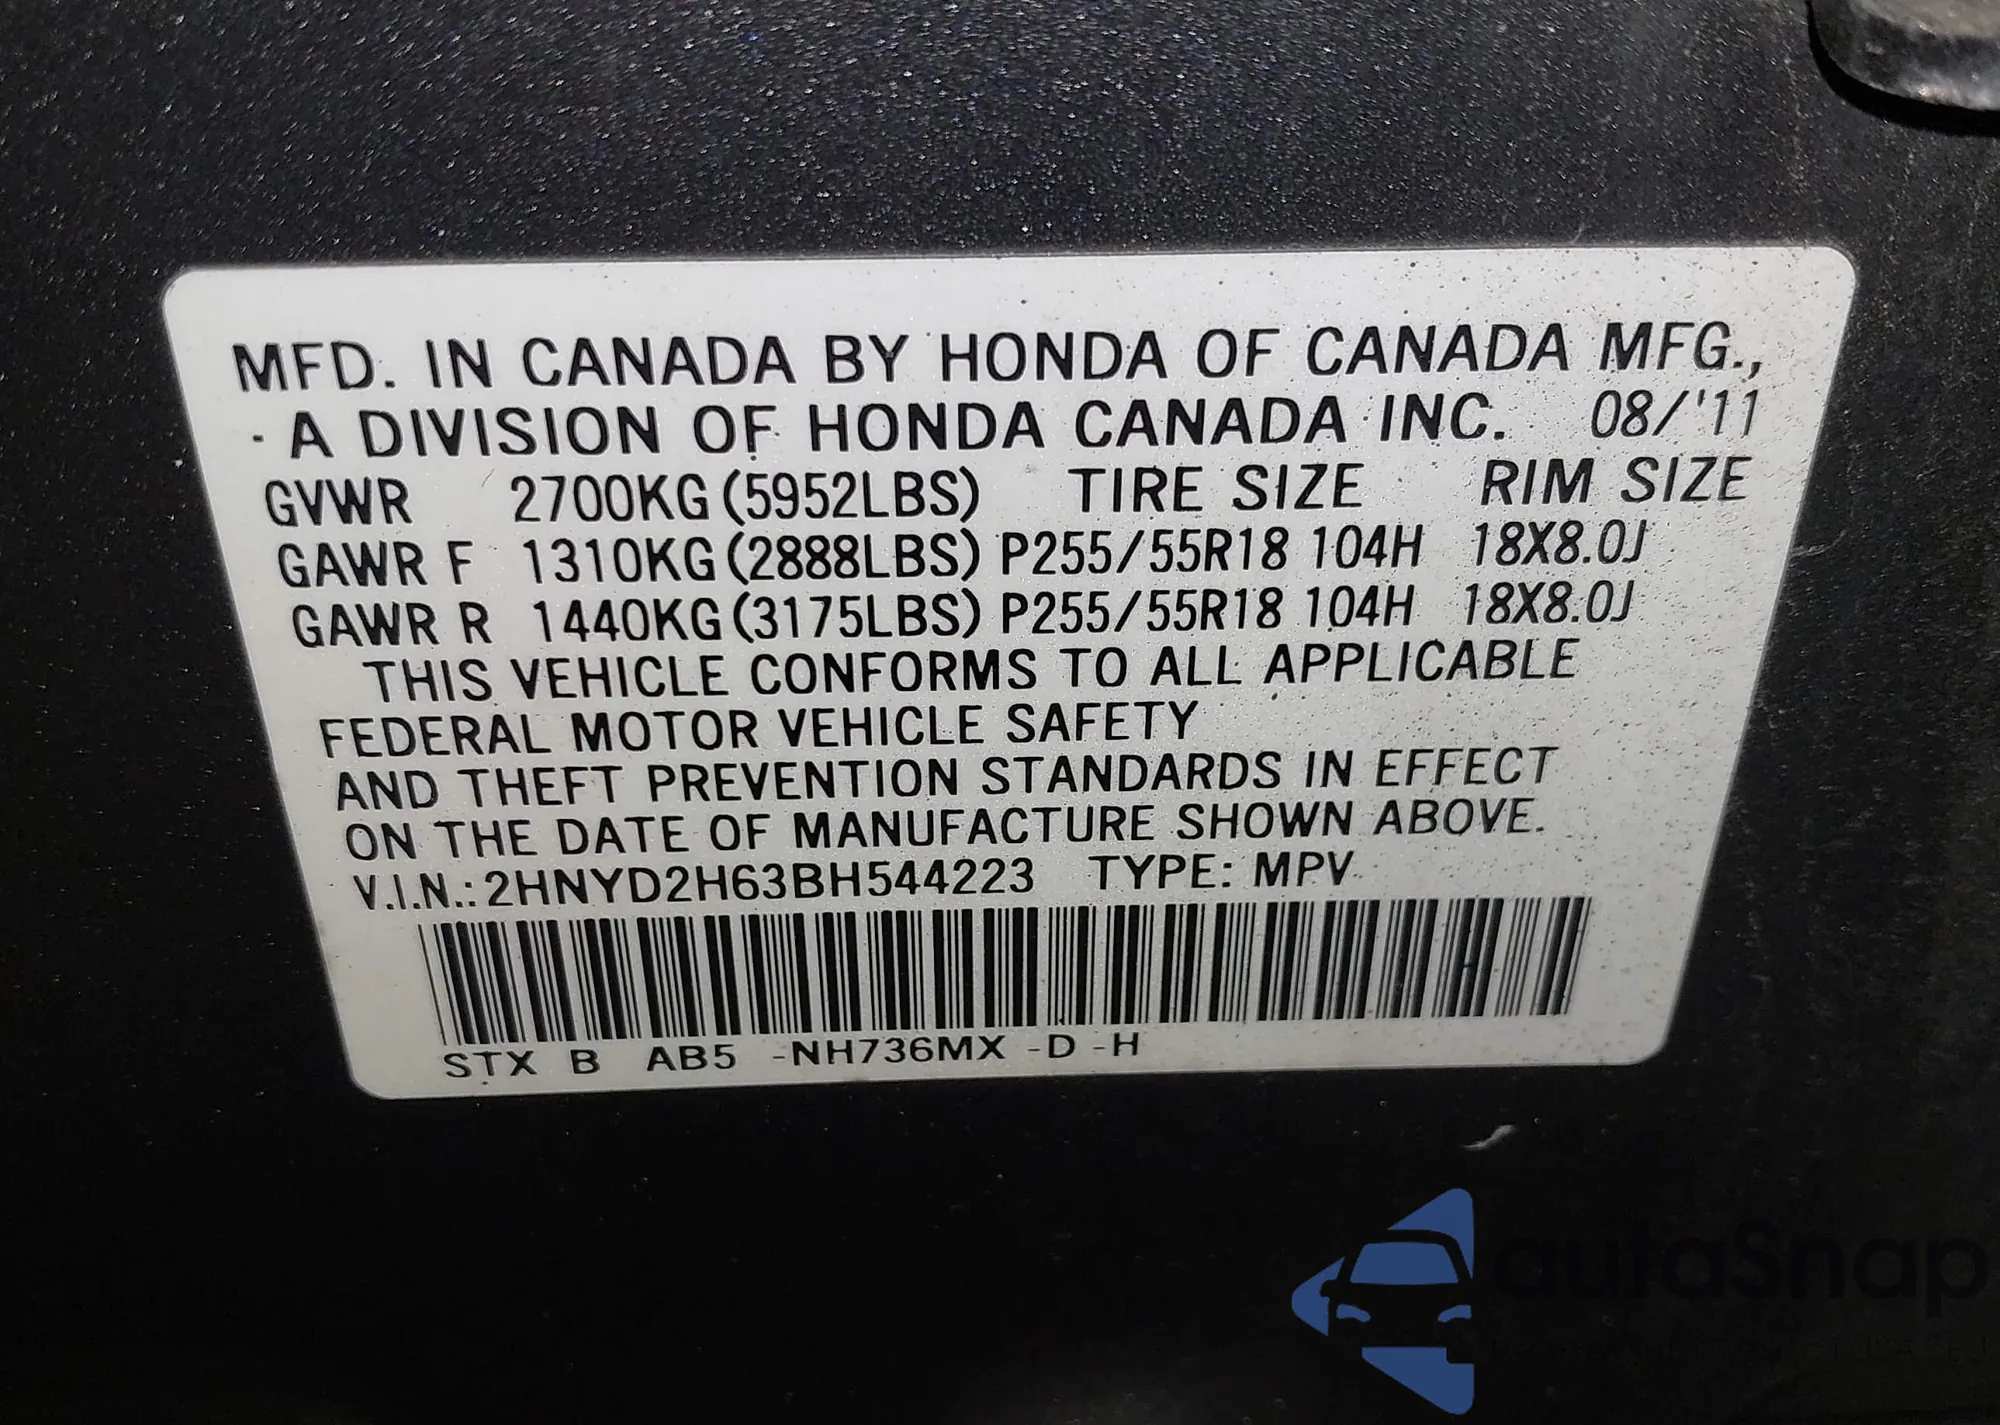 MFD. IN CANADA BY HONDA OF CANADA MFG.,
A DIVISION OF HONDA CANADA INC. 08/'11
GVWR 2700KG (5952LBS) TIRE SIZE RIM SIZE
GAWR F 1310KG (2888LBS) P255/55R18 104H 18X8.0J
GAWR R 1440KG (3175LBS) P255/55R18 104H 18X8.0J
THIS VEHICLE CONFORMS TO ALL APPLICABLE
FEDERAL MOTOR VEHICLE SAFETY
AND THEFT PREVENTION STANDARDS IN EFFECT
ON THE DATE OF MANUFACTURE SHOWN ABOVE.
V.I.N.: 2HNYD2H63BH544223 TYPE: MPV
STX B AB5 -NH736MX -D -H
autaSnap